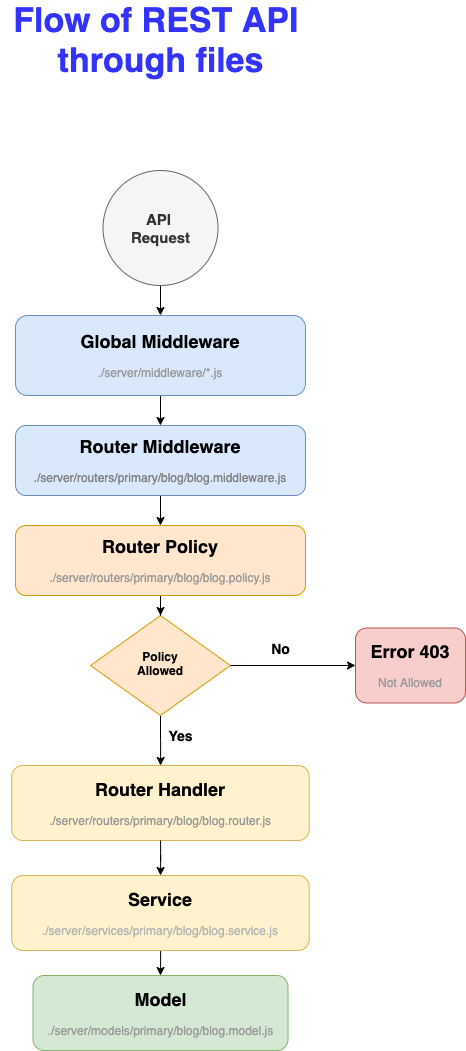 Flow of REST API
through files
API
Request
Global Middleware
./server/middleware/*.js
Router Middleware
./server/routers/primary/blog/blog.middleware.js
Router Policy
./server/routers/primary/blog/blog.policy.js
Policy
Allowed
No
Error 403
Not Allowed
Yes
Router Handler
./server/routers/primary/blog/blog.router.js
Service
./server/services/primary/blog/blog.service.js
Model
./server/models/primary/blog/blog.model.js